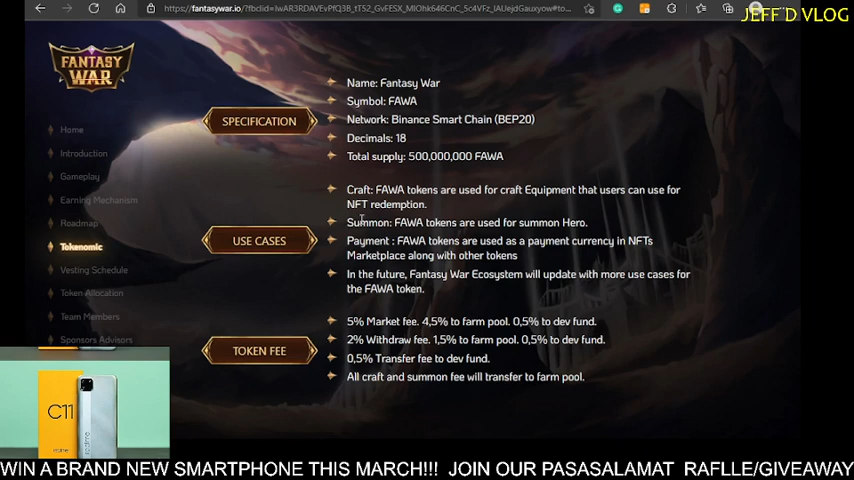 https://fantasywar.io/?fbclid=
JEFF'D VLOG
FANTASY
WAR
Home
Introduction
Gameplay
Earning Mechanism
Roadmap
Tokenomic
Vesting Schedule
Token Allocation
Team Members
Sponsors Advisors
SPECIFICATION
Name: Fantasy War
Symbol: FAWA
Network: Binance Smart Chain (BEP20)
Decimals: 18
Total supply: 500,000,000 FAWA
USE CASES
Craft: FAWA tokens are used for craft Equipment that users can use for
NFT redemption.
Summon: FAWA tokens are used for summon Hero.
Payment : FAWA tokens are used as a payment currency in NFTs
Marketplace along with other tokens
In the future, Fantasy War Ecosystem will update with more use cases for
the FAWA token.
TOKEN FEE
5% Market fee. 4,5% to farm pool. 0,5% to dev fund.
2% Withdraw fee. 1,5% to farm pool. 0,5% to dev fund.
0,5% Transfer fee to dev fund.
All craft and summon fee will transfer to farm pool.
C11
realme
realme
WIN A BRAND NEW SMARTPHONE THIS MARCH!!! JOIN OUR PASASALAMAT RAFLLE/GIVEAWAY